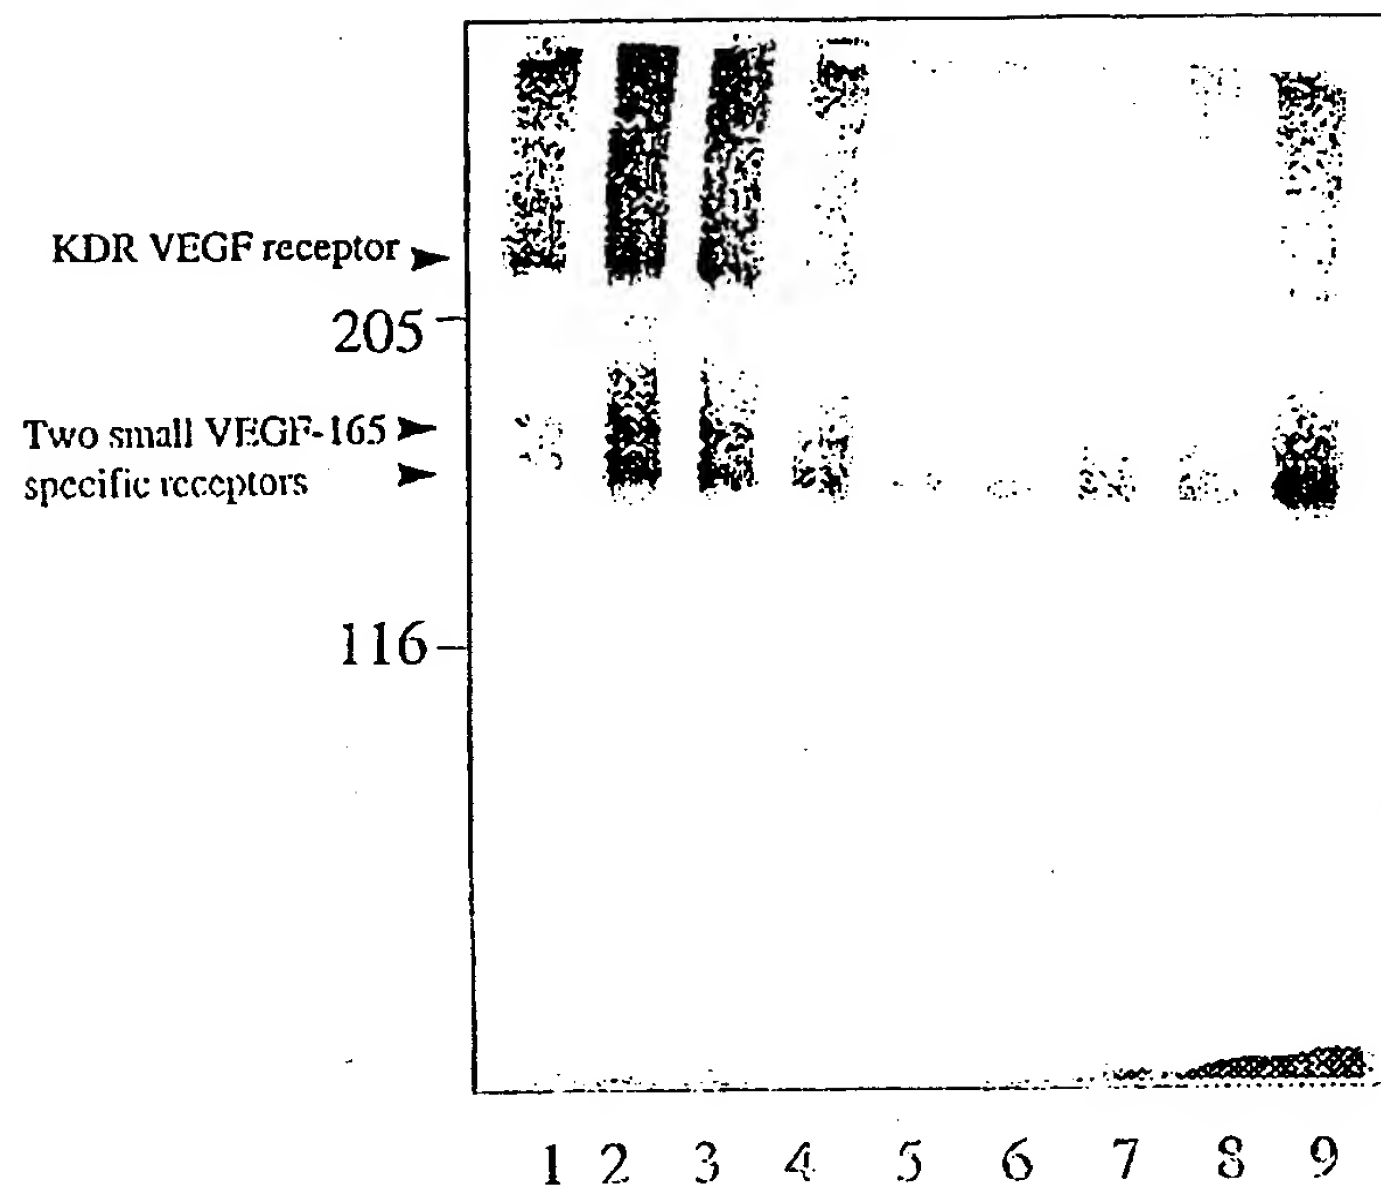 KDR VEGF receptor
205
Two small VEGF-165
specific receptors
116
1 2 3 4 5 6 7 8 9